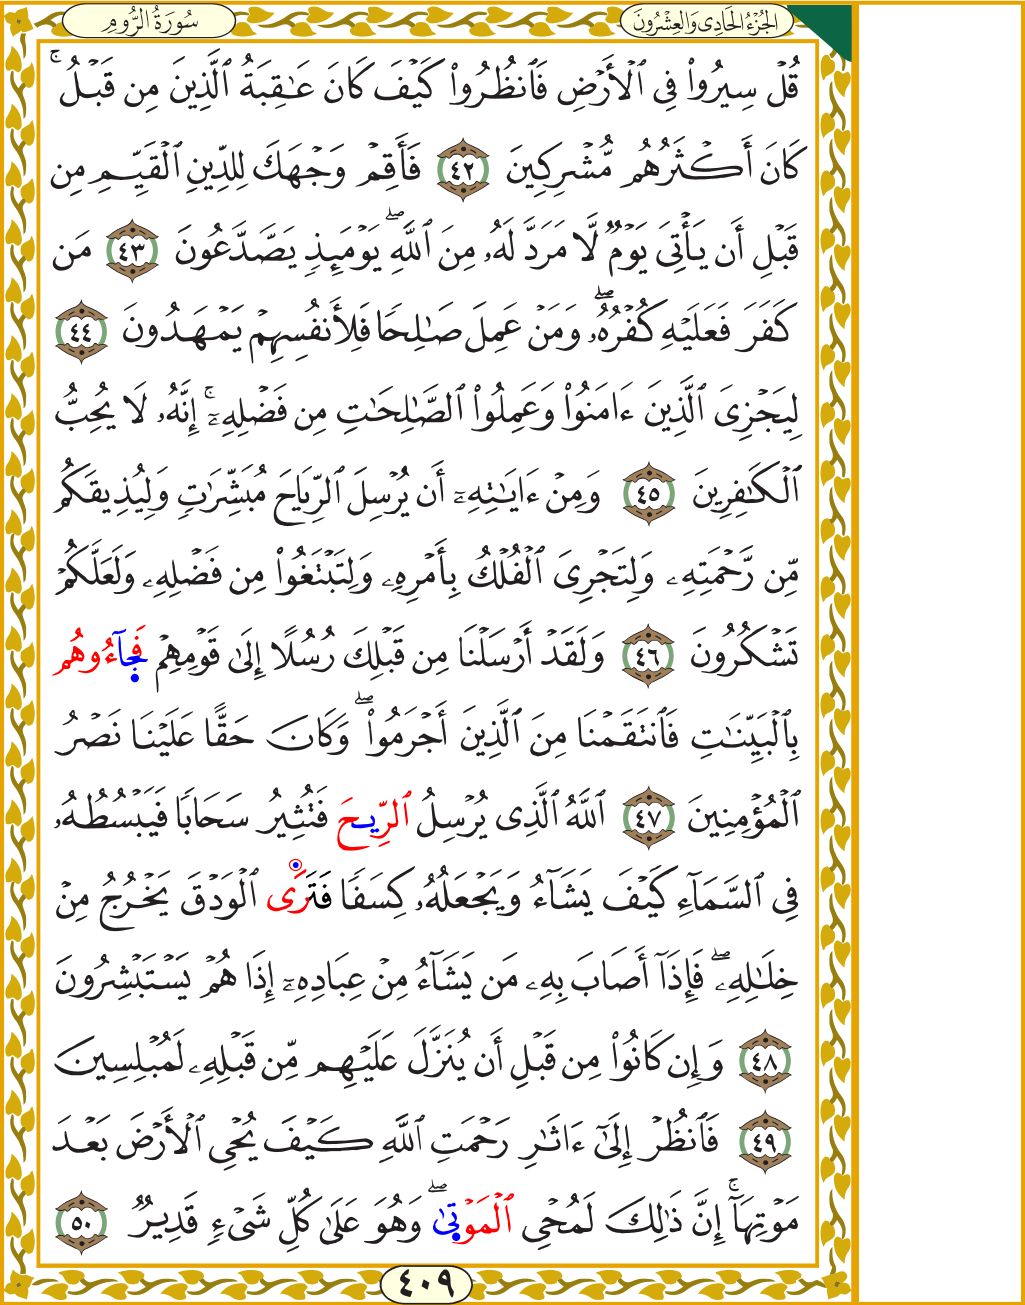 الجُزْءُ الحَادِى وَالعِشْرُونَ
سُورَةُ الرُّومِ
قُلۡ سِيرُواْ فِى ٱلۡأَرۡضِ فَٱنظُرُواْ كَيۡفَ كَانَ عَٰقِبَةُ ٱلَّذِينَ مِن قَبۡلُۚ
كَانَ أَكۡثَرُهُم مُّشۡرِكِينَ ٤٢ فَأَقِمۡ وَجۡهَكَ لِلدِّينِ ٱلۡقَيِّمِ مِن
قَبۡلِ أَن يَأۡتِىَ يَوۡمٞ لَّا مَرَدَّ لَهُۥ مِنَ ٱللَّهِۖ يَوۡمَئِذٖ يَصَّدَّعُونَ ٤٣ مَن
كَفَرَ فَعَلَيۡهِ كُفۡرُهُۥۖ وَمَنۡ عَمِلَ صَٰلِحٗا فَلِأَنفُسِهِمۡ يَمۡهَدُونَ ٤٤
لِيَجۡزِىَ ٱلَّذِينَ ءَامَنُواْ وَعَمِلُواْ ٱلصَّٰلِحَٰتِ مِن فَضۡلِهِۦٓۚ إِنَّهُۥ لَا يُحِبُّ
ٱلۡكَٰفِرِينَ ٤٥ وَمِنۡ ءَايَٰتِهِۦٓ أَن يُرۡسِلَ ٱلرِّيَاحَ مُبَشِّرَٰتٖ وَلِيُذِيقَكُم
مِّن رَّحۡمَتِهِۦ وَلِتَجۡرِىَ ٱلۡفُلۡكُ بِأَمۡرِهِۦ وَلِتَبۡتَغُواْ مِن فَضۡلِهِۦ وَلَعَلَّكُمۡ
تَشۡكُرُونَ ٤٦ وَلَقَدۡ أَرۡسَلۡنَا مِن قَبۡلِكَ رُسُلًا إِلَىٰ قَوۡمِهِمۡ فَجَآءُوهُم
بِٱلۡبَيِّنَٰتِ فَٱنتَقَمۡنَا مِنَ ٱلَّذِينَ أَجۡرَمُواْۖ وَكَانَ حَقًّا عَلَيۡنَا نَصۡرُ
ٱلۡمُؤۡمِنِينَ ٤٧ ٱللَّهُ ٱلَّذِى يُرۡسِلُ ٱلرِّيحَ فَتُثِيرُ سَحَابٗا فَيَبۡسُطُهُۥ
فِى ٱلسَّمَآءِ كَيۡفَ يَشَآءُ وَيَجۡعَلُهُۥ كِسَفٗا فَتَرَى ٱلۡوَدۡقَ يَخۡرُجُ مِنۡ
خِلَٰلِهِۦۖ فَإِذَآ أَصَابَ بِهِۦ مَن يَشَآءُ مِنۡ عِبَادِهِۦٓ إِذَا هُمۡ يَسۡتَبۡشِرُونَ
٤٨ وَإِن كَانُواْ مِن قَبۡلِ أَن يُنَزَّلَ عَلَيۡهِم مِّن قَبۡلِهِۦ لَمُبۡلِسِينَ
٤٩ فَٱنظُرۡ إِلَىٰٓ ءَاثَٰرِ رَحۡمَتِ ٱللَّهِ كَيۡفَ يُحۡىِ ٱلۡأَرۡضَ بَعۡدَ
مَوۡتِهَآۚ إِنَّ ذَٰلِكَ لَمُحۡىِ ٱلۡمَوۡتَىٰۖ وَهُوَ عَلَىٰ كُلِّ شَىۡءٖ قَدِيرٞ ٥٠
٤٠٩